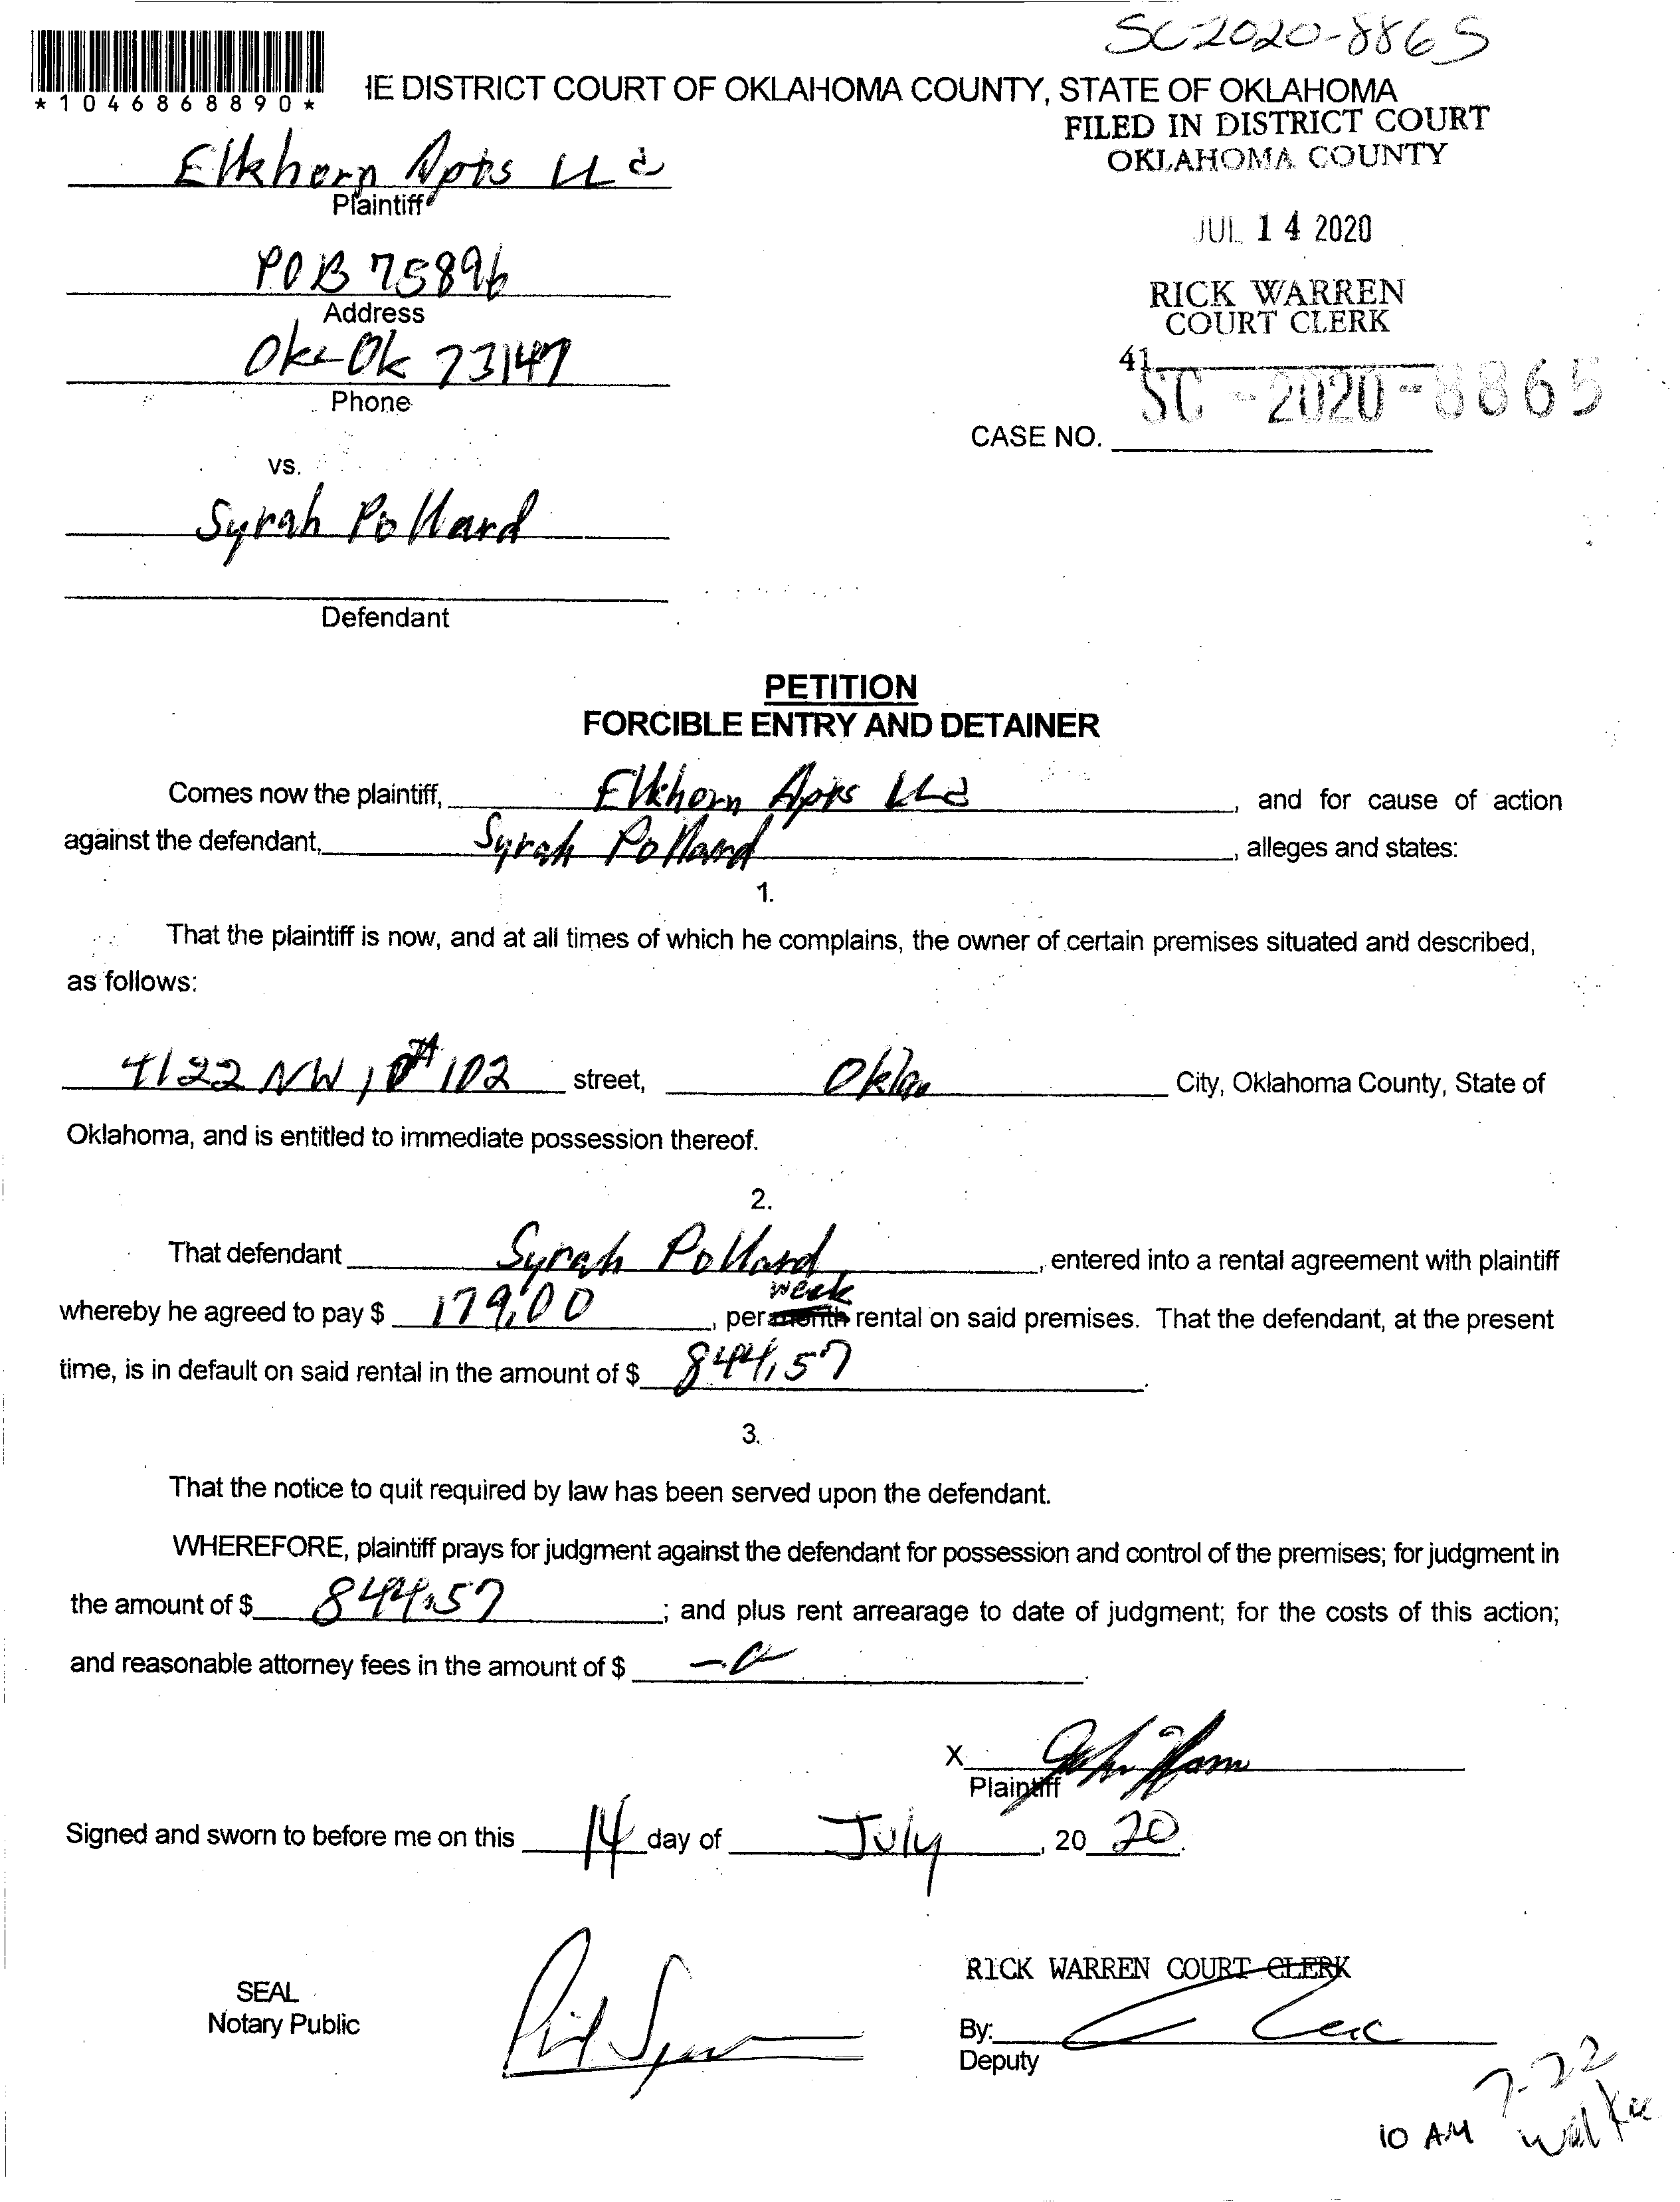 SC-2020-8865
*1046868890*
IE DISTRICT COURT OF OKLAHOMA COUNTY, STATE OF OKLAHOMA
FILED IN DISTRICT COURT
OKLAHOMA COUNTY
Elkhorn Apts
Plaintiff
JUL 14 2020
POB 75896
Address
RICK WARREN
COURT CLERK
Ok 73147
Phone
41
SC - 2020 - 8865
CASE NO.
vs.
Syrah Pollard
Defendant
PETITION
FORCIBLE ENTRY AND DETAINER
Comes now the plaintiff, Elkhorn Apts , and for cause of action
against the defendant, Syrah Pollard , alleges and states:
1.
That the plaintiff is now, and at all times of which he complains, the owner of certain premises situated and described,
as follows:
4122 NW 10 #102 street, City, Oklahoma County, State of
Oklahoma, and is entitled to immediate possession thereof.
2.
That defendant Syrah Pollard , entered into a rental agreement with plaintiff
week
whereby he agreed to pay $ 179.00 , per month rental on said premises. That the defendant, at the present
time, is in default on said rental in the amount of $ 844.57 .
3.
That the notice to quit required by law has been served upon the defendant.
WHEREFORE, plaintiff prays for judgment against the defendant for possession and control of the premises; for judgment in
the amount of $ 844.57 ; and plus rent arrearage to date of judgment; for the costs of this action;
and reasonable attorney fees in the amount of $ .
X
Plaintiff
Signed and sworn to before me on this 14 day of July , 20 20.
RICK WARREN COURT CLERK
SEAL
Notary Public
By:
Deputy
7-22
10 AM